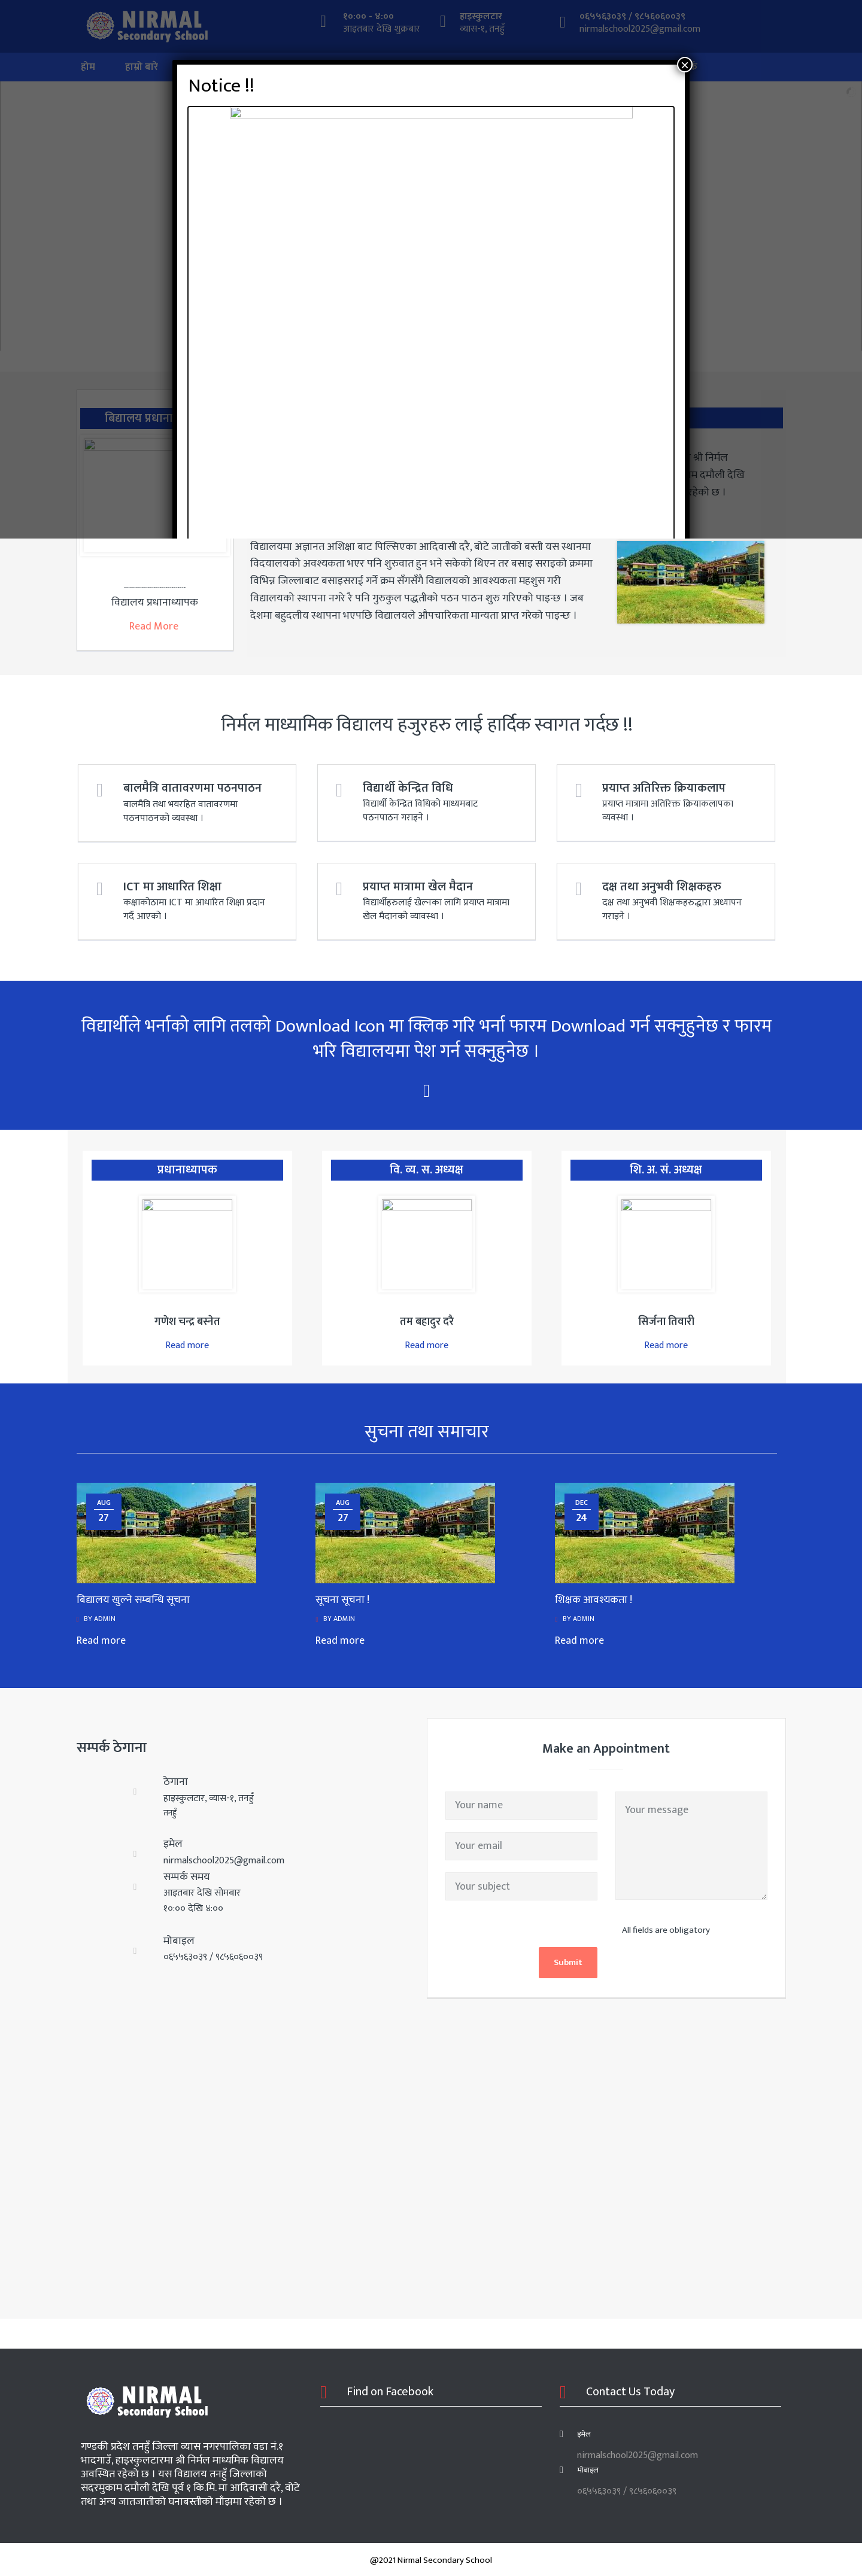 NIRMAL
Secondary School
१०:०० - ४:००
आइतबार देखि शुक्रबार
हाइस्कुलटार
व्यास-१, तनहुँ
०६५५६३०३९ / ९८५६०६००३९
nirmalschool2025@gmail.com
होम
हाम्रो बारे
Notice !!
बिद्यालय प्रधाना
श्री निर्मल
दमौली देखि
रहेको छ ।
विद्यालयमा अज्ञानत अशिक्षा बाट पिल्सिएका आदिवासी दरै, बोटे जातीको बस्ती यस स्थानमा
विदयालयको अवश्यकता भएर पनि शुरुवात हुन भने सकेको थिएन तर बसाइ सराइको क्रममा
विभिन्न जिल्लाबाट बसाइसराई गर्ने क्रम सँगसँगै विद्यालयको आवश्यकता महशुस गरी
विद्यालयको स्थापना नगरे रै पनि गुरुकुल पद्धतीको पठन पाठन शुरु गरिएको पाइन्छ । जब
देशमा बहुदलीय स्थापना भएपछि विद्यालयले औपचारिकता मान्यता प्राप्त गरेको पाइन्छ ।
विद्यालय प्रधानाध्यापक
Read More
निर्मल माध्यामिक विद्यालय हजुरहरु लाई हार्दिक स्वागत गर्दछ !!
बालमैत्रि वातावरणमा पठनपाठन
बालमैत्रि तथा भयरहित वातावरणमा
पठनपाठनको व्यवस्था ।
विद्यार्थी केन्द्रित विधि
विद्यार्थी केन्द्रित विधिको माध्यमबाट
पठनपाठन गराइने ।
प्रयाप्त अतिरिक्त क्रियाकलाप
प्रयाप्त मात्रामा अतिरिक्त क्रियाकलापका
व्यवस्था ।
ICT मा आधारित शिक्षा
कक्षाकोठामा ICT मा आधारित शिक्षा प्रदान
गर्दै आएको ।
प्रयाप्त मात्रामा खेल मैदान
विद्यार्थीहरुलाई खेल्नका लागि प्रयाप्त मात्रामा
खेल मैदानको व्यावस्था ।
दक्ष तथा अनुभवी शिक्षकहरु
दक्ष तथा अनुभवी शिक्षकहरुद्धारा अध्यापन
गराइने ।
विद्यार्थीले भर्नाको लागि तलको Download Icon मा क्लिक गरि भर्ना फारम Download गर्न सक्नुहुनेछ र फारम
भरि विद्यालयमा पेश गर्न सक्नुहुनेछ ।
प्रधानाध्यापक
वि. व्य. स. अध्यक्ष
शि. अ. सं. अध्यक्ष
गणेश चन्द्र बस्नेत
तम बहादुर दरै
सिर्जना तिवारी
Read more
Read more
Read more
सुचना तथा समाचार
AUG
27
AUG
27
DEC
24
बिद्यालय खुल्ने सम्बन्धि सूचना
सूचना सूचना !
शिक्षक आवश्यकता !
BY ADMIN
BY ADMIN
BY ADMIN
Read more
Read more
Read more
सम्पर्क ठेगाना
ठेगाना
हाइस्कुलटार, व्यास-१, तनहुँ
तनहुँ
इमेल
nirmalschool2025@gmail.com
सम्पर्क समय
आइतबार देखि सोमबार
१०:०० देखि ४:००
मोबाइल
०६५५६३०३९ / ९८५६०६००३९
Make an Appointment
Your name
Your message
Your email
Your subject
All fields are obligatory
Submit
NIRMAL
Secondary School
गण्डकी प्रदेश तनहुँ जिल्ला व्यास नगरपालिका वडा नं.१
भादगाउँ, हाइस्कुलटारमा श्री निर्मल माध्यमिक विद्यालय
अवस्थित रहेको छ । यस विद्यालय तनहुँ जिल्लाको
सदरमुकाम दमौली देखि पूर्व १ कि.मि. मा आदिवासी दरै, वोटे
तथा अन्य जातजातीको घनाबस्तीको माँझमा रहेको छ ।
Find on Facebook
Contact Us Today
इमेल
nirmalschool2025@gmail.com
मोबाइल
०६५५६३०३९ / ९८५६०६००३९
@2021 Nirmal Secondary School